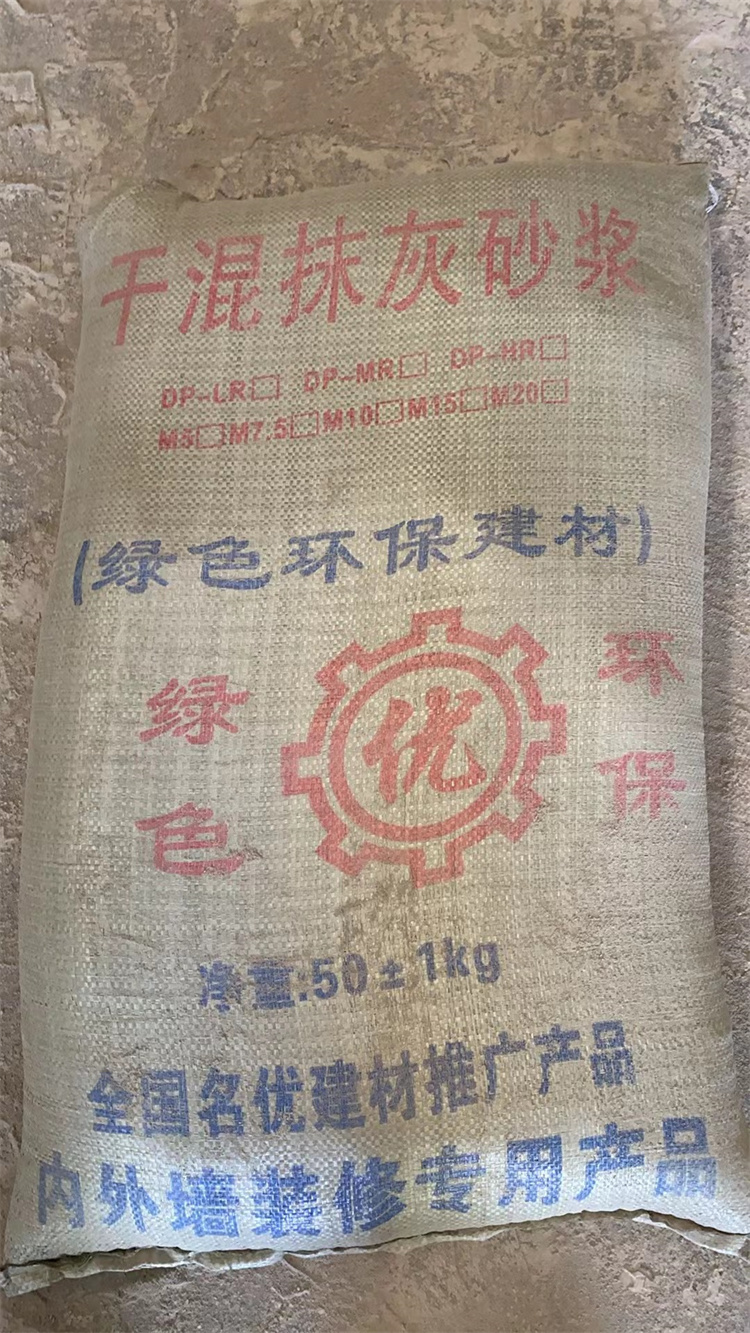 干混抹灰砂浆
DP-LR□ DP-MR□ DP-HR□
M5□M7.5□M10□M15□M20□
(绿色环保建材)
绿色
优
环保
净重:50±1kg
全国名优建材推广产品
内外墙装修专用产品